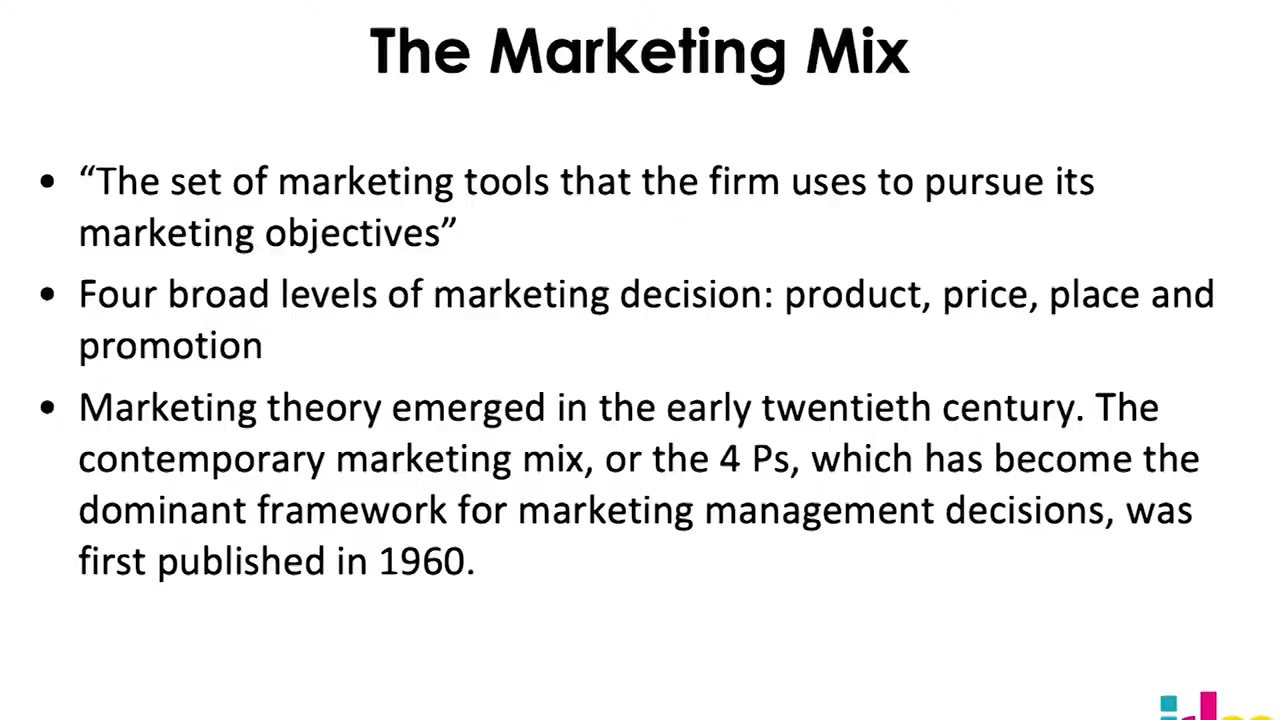 The Marketing Mix
• “The set of marketing tools that the firm uses to pursue its
marketing objectives”
• Four broad levels of marketing decision: product, price, place and
promotion
• Marketing theory emerged in the early twentieth century. The
contemporary marketing mix, or the 4 Ps, which has become the
dominant framework for marketing management decisions, was
first published in 1960.